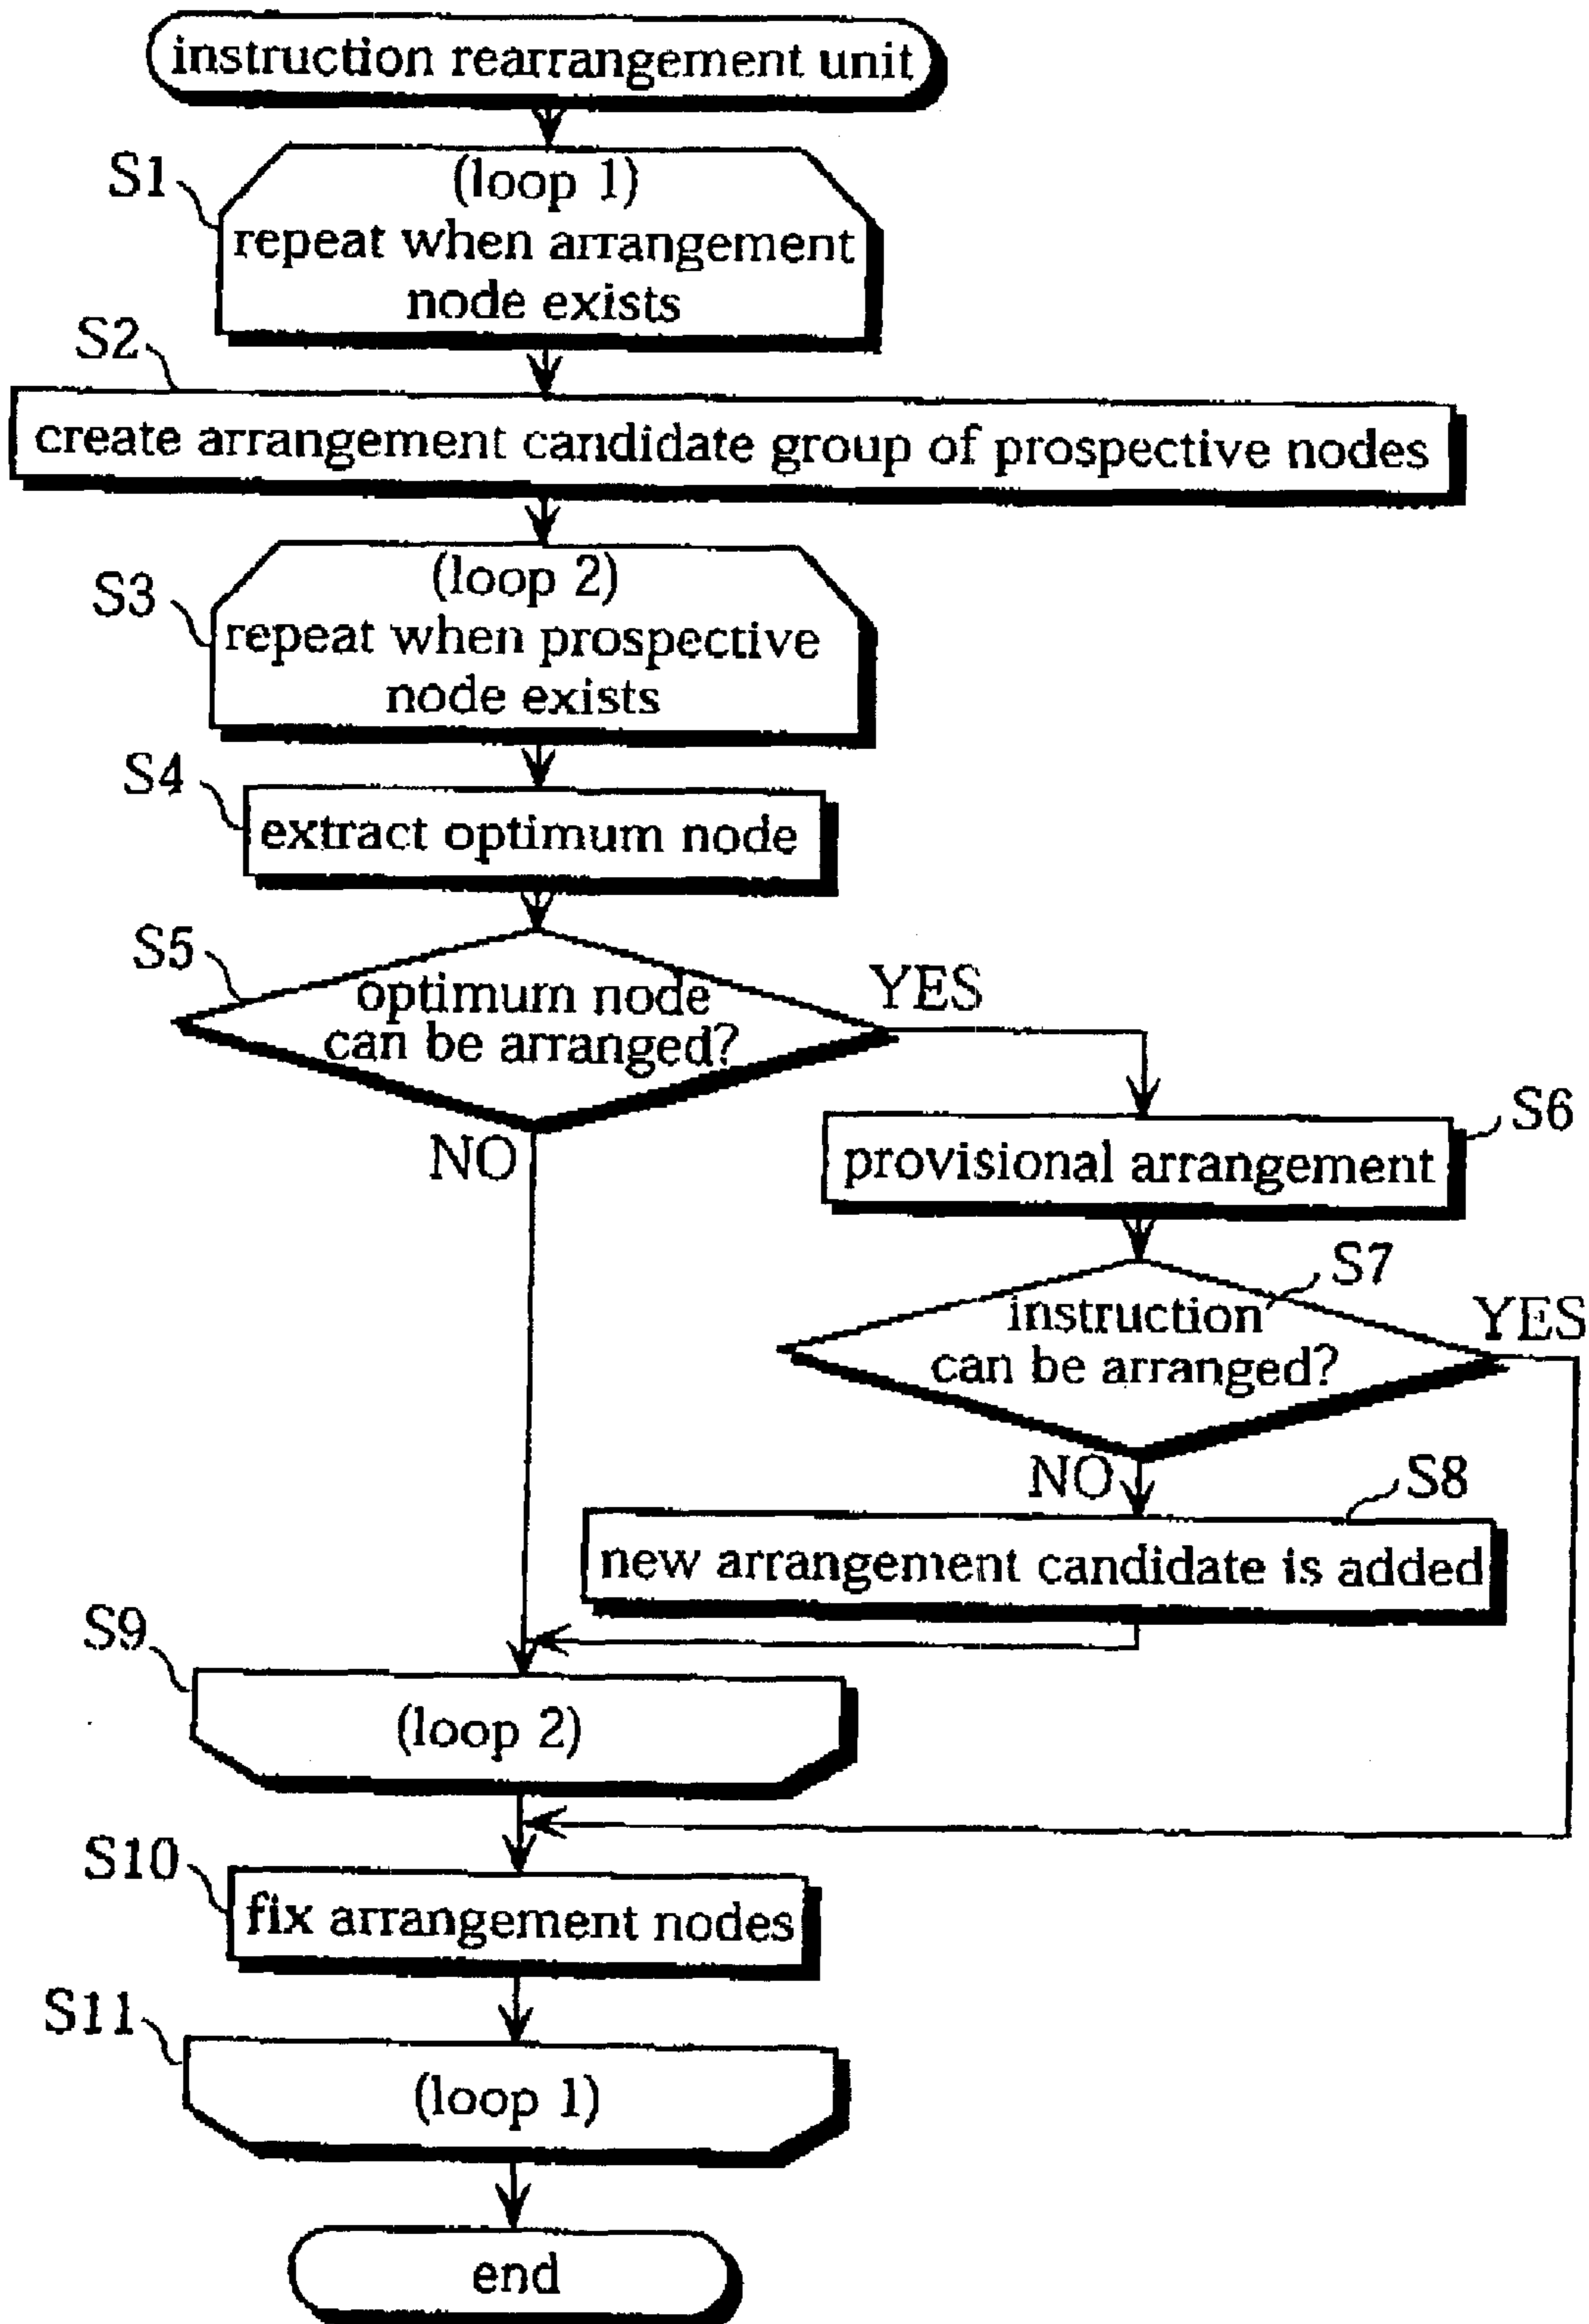 instruction rearrangement unit
S1
(loop 1)
repeat when arrangement
node exists
S2
create arrangement candidate group of prospective nodes
S3
(loop 2)
repeat when prospective
node exists
S4
extract optimum node
S5
optimum node
can be arranged?
YES
NO
S6
provisional arrangement
S7
instruction
can be arranged?
YES
NO
S8
new arrangement candidate is added
S9
(loop 2)
S10
fix arrangement nodes
S11
(loop 1)
end